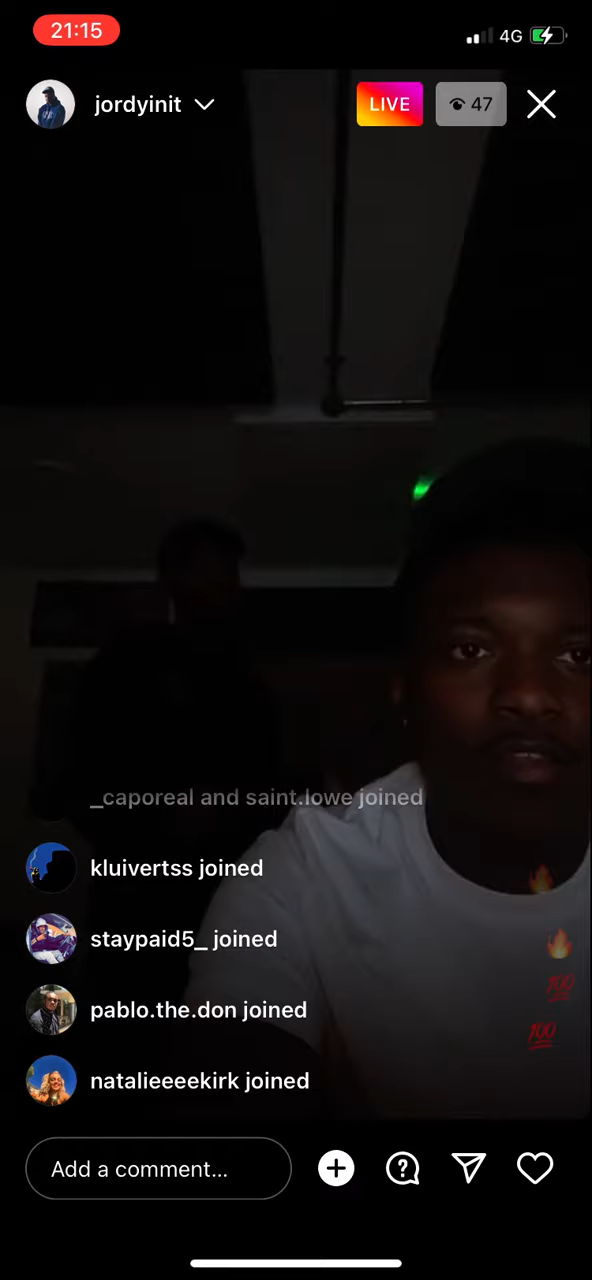 21:15
4G
jordyinit
LIVE
47
_caporeal and saint.lowe joined
kluivertss joined
staypaid5_ joined
pablo.the.don joined
natalieeeekirk joined
Add a comment...